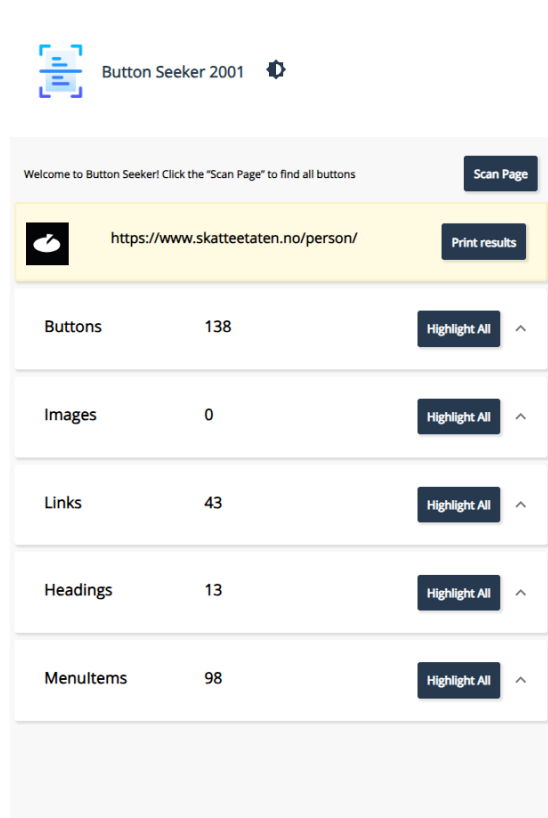 Button Seeker 2001
Welcome to Button Seeker! Click the “Scan Page” to find all buttons
Scan Page
https://www.skatteetaten.no/person/
Print results
Buttons 138 Highlight All
Images 0 Highlight All
Links 43 Highlight All
Headings 13 Highlight All
MenuItems 98 Highlight All